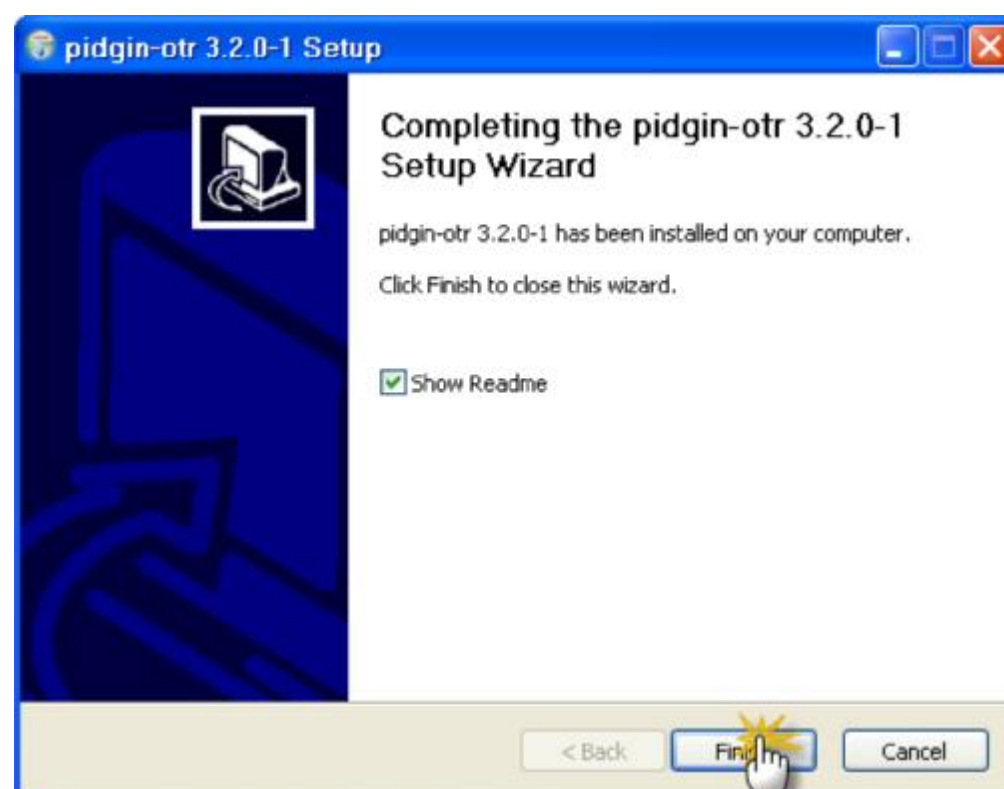 pidgin-otr 3.2.0-1 Setup
Completing the pidgin-otr 3.2.0-1
Setup Wizard
pidgin-otr 3.2.0-1 has been installed on your computer.
Click Finish to close this wizard.
Show Readme
< Back
Finish
Cancel